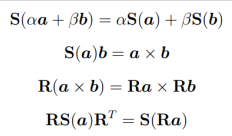 S(αa + βb) = αS(a) + βS(b)
S(a)b = a × b
R(a × b) = Ra × Rb
RS(a)R^T = S(Ra)